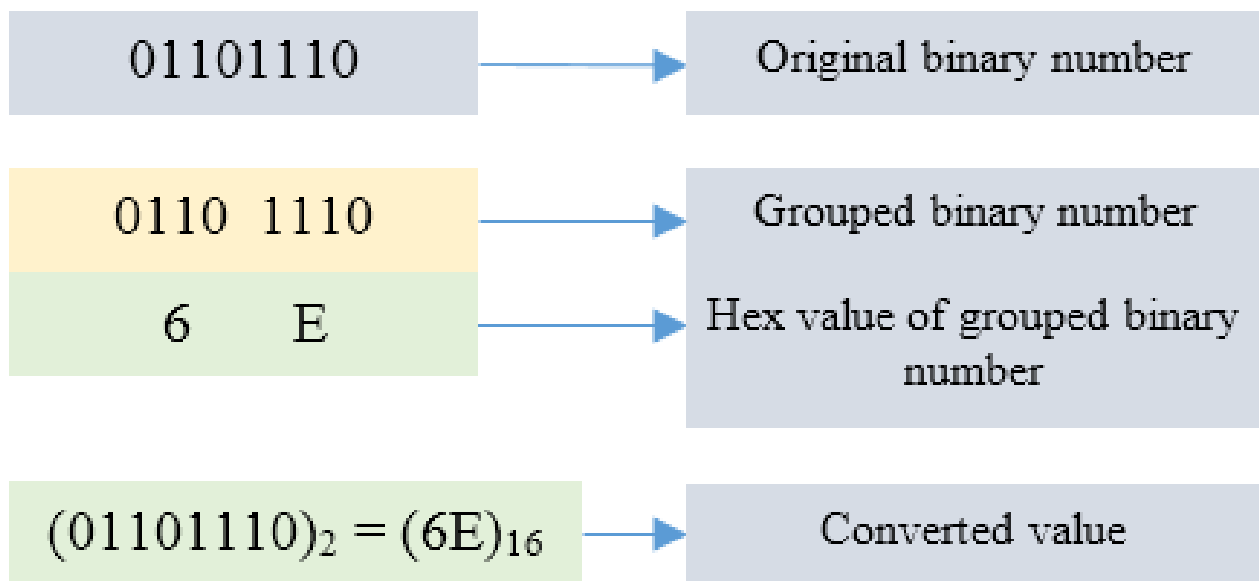 01101110
Original binary number
0110 1110
Grouped binary number
6 E
Hex value of grouped binary
number
(01101110)₂ = (6E)₁₆
Converted value